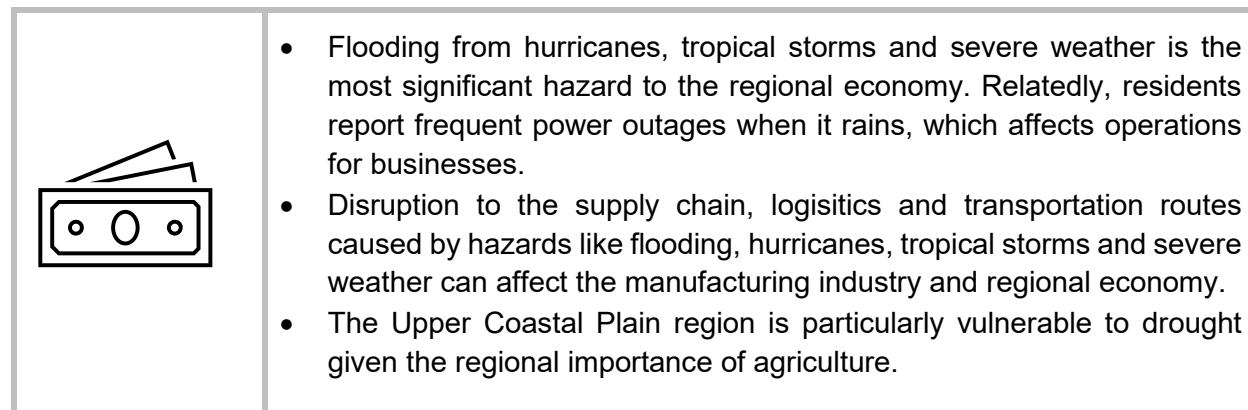 • Flooding from hurricanes, tropical storms and severe weather is the
most significant hazard to the regional economy. Relatedly, residents
report frequent power outages when it rains, which affects operations
for businesses.
• Disruption to the supply chain, logisitics and transportation routes
caused by hazards like flooding, hurricanes, tropical storms and severe
weather can affect the manufacturing industry and regional economy.
• The Upper Coastal Plain region is particularly vulnerable to drought
given the regional importance of agriculture.